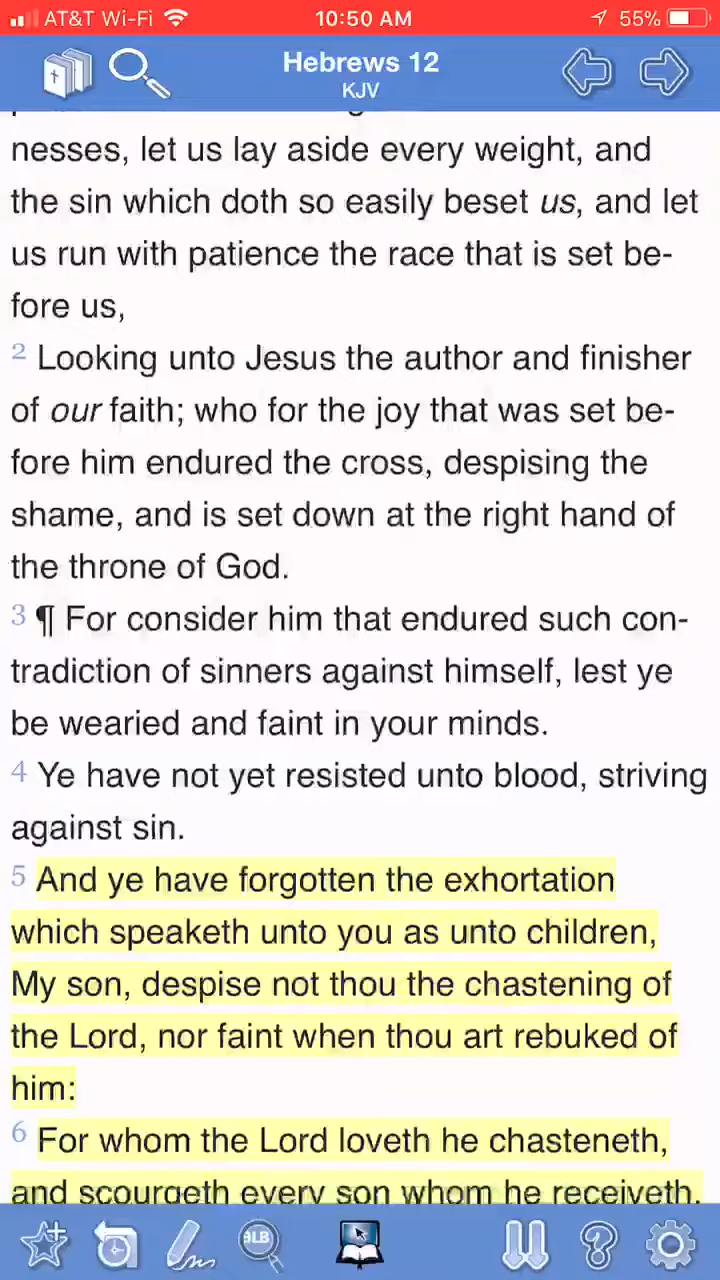 AT&T Wi-Fi 10:50 AM 55%
Hebrews 12
KJV
nesses, let us lay aside every weight, and
the sin which doth so easily beset us, and let
us run with patience the race that is set be-
fore us,
2 Looking unto Jesus the author and finisher
of our faith; who for the joy that was set be-
fore him endured the cross, despising the
shame, and is set down at the right hand of
the throne of God.
3 ¶ For consider him that endured such con-
tradiction of sinners against himself, lest ye
be wearied and faint in your minds.
4 Ye have not yet resisted unto blood, striving
against sin.
5 And ye have forgotten the exhortation
which speaketh unto you as unto children,
My son, despise not thou the chastening of
the Lord, nor faint when thou art rebuked of
him:
6 For whom the Lord loveth he chasteneth,
and scourgeth every son whom he receiveth.